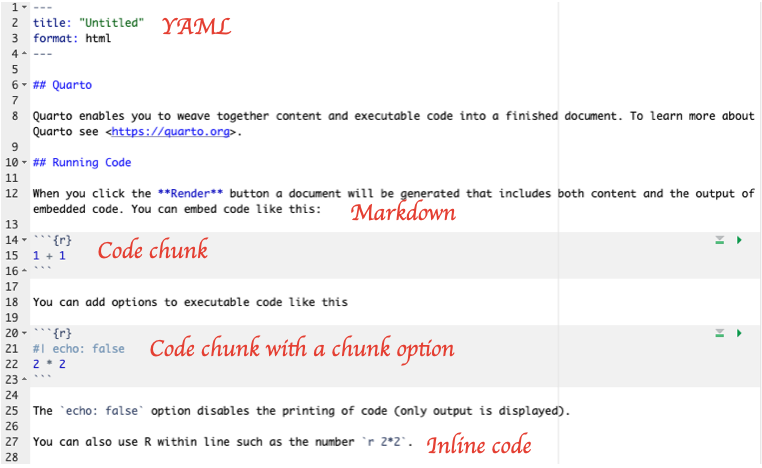 1 ---
2 title: "Untitled" YAML
3 format: html
4 ---
5
6 ## Quarto
7
8 Quarto enables you to weave together content and executable code into a finished document. To learn more about
Quarto see <https://quarto.org>.
9
10 ## Running Code
11
12 When you click the **Render** button a document will be generated that includes both content and the output of
embedded code. You can embed code like this: Markdown
13
14 ```{r}
15 1 + 1 Code chunk
16 ```
17
18 You can add options to executable code like this
19
20 ```{r}
21 #| echo: false Code chunk with a chunk option
22 2 * 2
23 ```
24
25 The `echo: false` option disables the printing of code (only output is displayed).
26
27 You can also use R within line such as the number `r 2*2`. Inline code
28